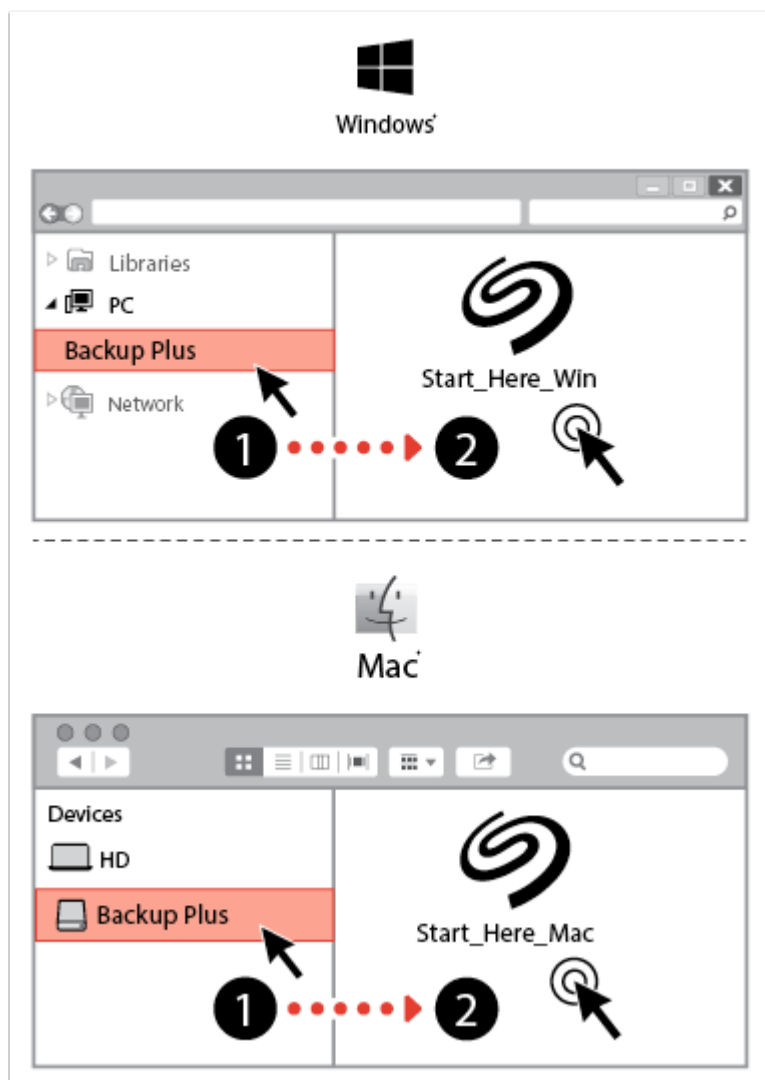 Windows+
Libraries
PC
Backup Plus
Network
Start_Here_Win
1
2
Mac+
Devices
HD
Backup Plus
Start_Here_Mac
1
2